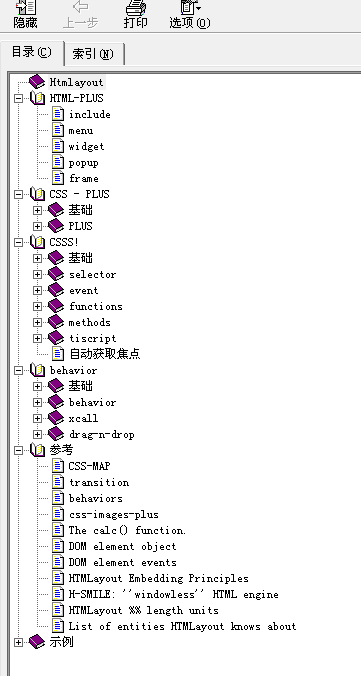 隐藏 上一步 打印 选项(O)
目录(C) 索引(N)
Htmlayout
HTML-PLUS
include
menu
widget
popup
frame
CSS - PLUS
基础
PLUS
CSSS!
基础
selector
event
functions
methods
tiscript
自动获取焦点
behavior
基础
behavior
xcall
drag-n-drop
参考
CSS-MAP
transition
behaviors
css-images-plus
The calc() function.
DOM element object
DOM element events
HTMLayout Embedding Principles
H-SMILE: ''windowless'' HTML engine
HTMLayout %% length units
List of entities HTMLayout knows about
示例